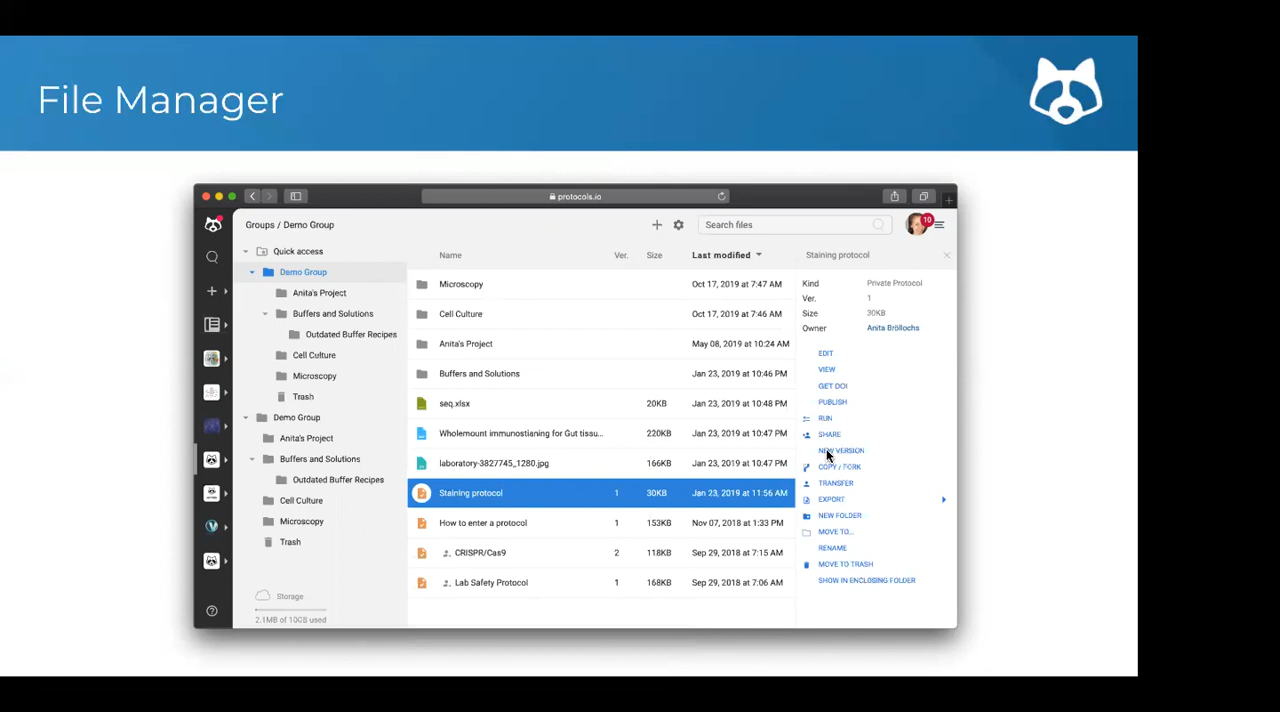 File Manager
protocols.io
Groups / Demo Group
Search files
10
Quick access
Demo Group
Anita's Project
Buffers and Solutions
Outdated Buffer Recipes
Cell Culture
Microscopy
Trash
Demo Group
Anita's Project
Buffers and Solutions
Outdated Buffer Recipes
Cell Culture
Microscopy
Trash
Storage
2.1MB of 10GB used
Name Ver. Size Last modified
Microscopy Oct 17, 2019 at 7:47 AM
Cell Culture Oct 17, 2019 at 7:46 AM
Anita's Project May 08, 2019 at 10:24 AM
Buffers and Solutions Jan 23, 2019 at 10:46 PM
seq.xlsx 20KB Jan 23, 2019 at 10:48 PM
Wholemount immunostianing for Gut tissu... 220KB Jan 23, 2019 at 10:47 PM
laboratory-3827745_1280.jpg 166KB Jan 23, 2019 at 10:47 PM
Staining protocol 1 30KB Jan 23, 2019 at 11:56 AM
How to enter a protocol 1 153KB Nov 07, 2018 at 1:33 PM
CRISPR/Cas9 2 118KB Sep 29, 2018 at 7:15 AM
Lab Safety Protocol 1 168KB Sep 29, 2018 at 7:06 AM
Staining protocol
Kind Private Protocol
Ver. 1
Size 30KB
Owner Anita Bröllochs
EDIT
VIEW
GET DOI
PUBLISH
RUN
SHARE
NEW VERSION
COPY / FORK
TRANSFER
EXPORT
NEW FOLDER
MOVE TO...
RENAME
MOVE TO TRASH
SHOW IN ENCLOSING FOLDER